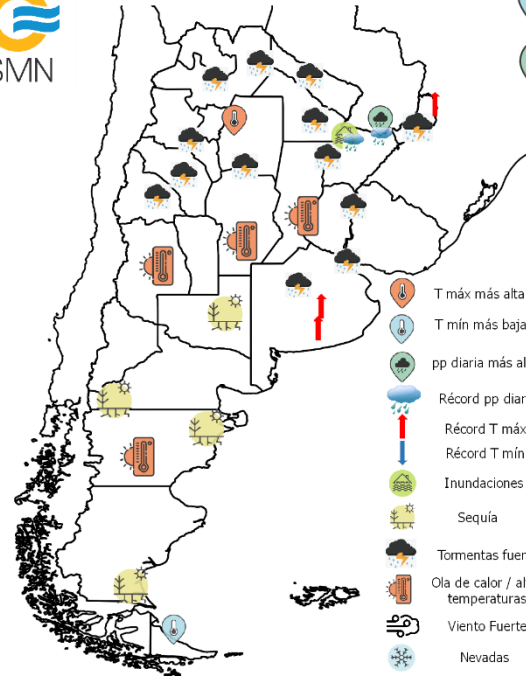 SMN
T máx más alta
T mín más baja
pp diaria más al
Récord pp diar
Récord T máx
Récord T mín
Inundaciones
Sequía
Tormentas fuer
Ola de calor / al
temperaturas
Viento Fuerte
Nevadas